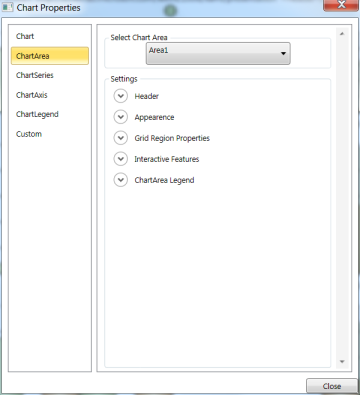 Chart Properties
Chart
ChartArea
ChartSeries
ChartAxis
ChartLegend
Custom
Select Chart Area
Area1
Settings
Header
Appearence
Grid Region Properties
Interactive Features
ChartArea Legend
Close